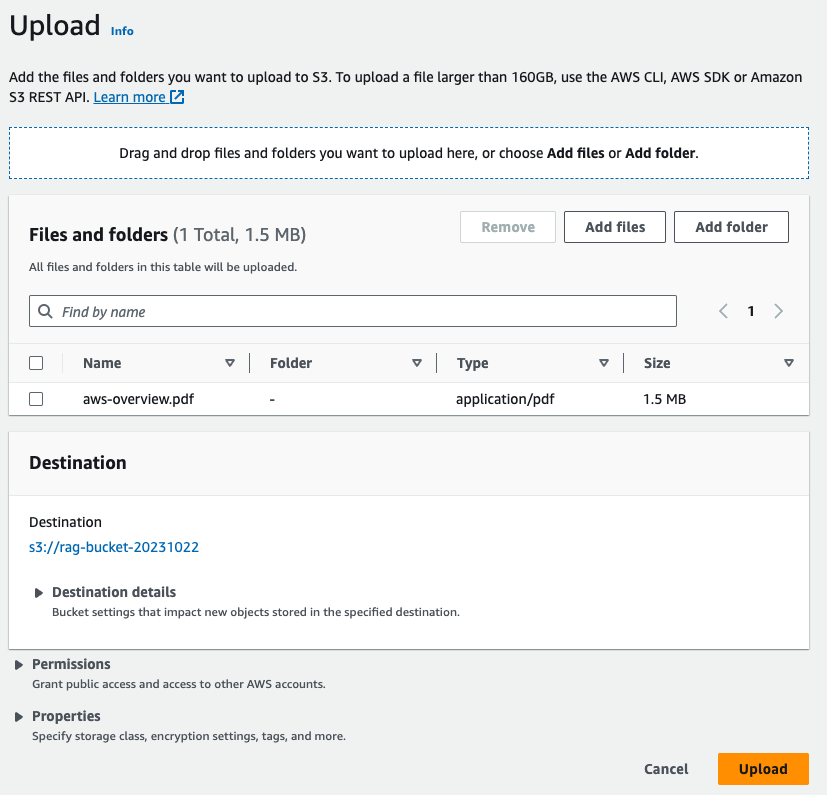 Upload Info
Add the files and folders you want to upload to S3. To upload a file larger than 160GB, use the AWS CLI, AWS SDK or Amazon
S3 REST API. Learn more
Drag and drop files and folders you want to upload here, or choose Add files or Add folder.
Files and folders (1 Total, 1.5 MB)
Remove
Add files
Add folder
All files and folders in this table will be uploaded.
Find by name
1
Name Folder Type Size
aws-overview.pdf - application/pdf 1.5 MB
Destination
Destination
s3://rag-bucket-20231022
Destination details
Bucket settings that impact new objects stored in the specified destination.
Permissions
Grant public access and access to other AWS accounts.
Properties
Specify storage class, encryption settings, tags, and more.
Cancel Upload